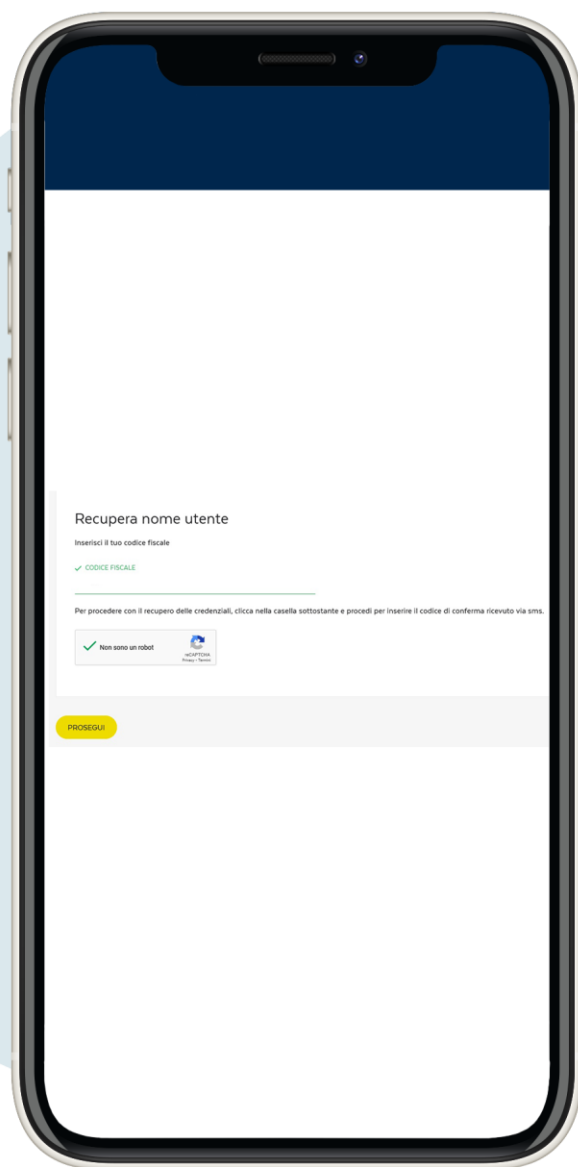 Recupera nome utente
Inserisci il tuo codice fiscale
CODICE FISCALE
Per procedere con il recupero delle credenziali, clicca nella casella sottostante e procedi per inserire il codice di conferma ricevuto via sms.
Non sono un robot
reCAPTCHA
Privacy - Termini
PROSEGUI